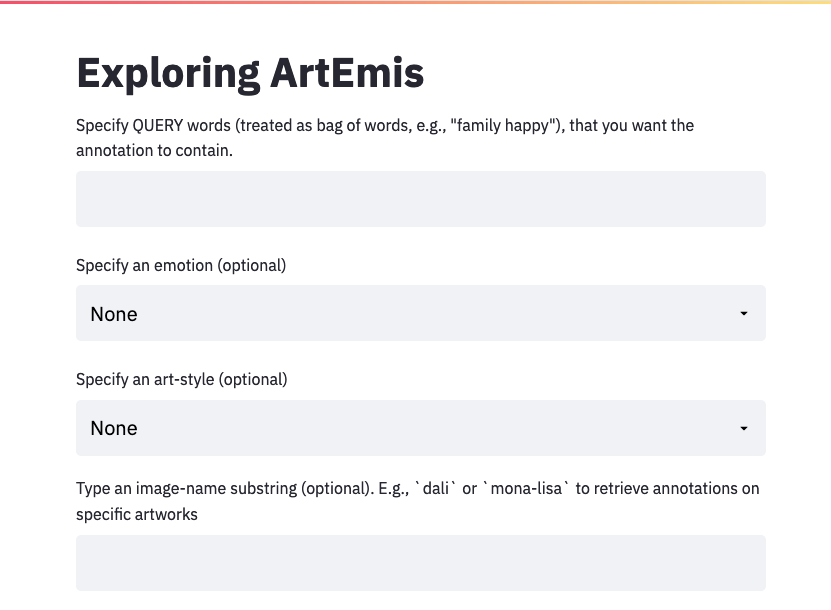 Exploring ArtEmis
Specify QUERY words (treated as bag of words, e.g., "family happy"), that you want the
annotation to contain.
Specify an emotion (optional)
None
Specify an art-style (optional)
None
Type an image-name substring (optional). E.g., `dali` or `mona-lisa` to retrieve annotations on
specific artworks